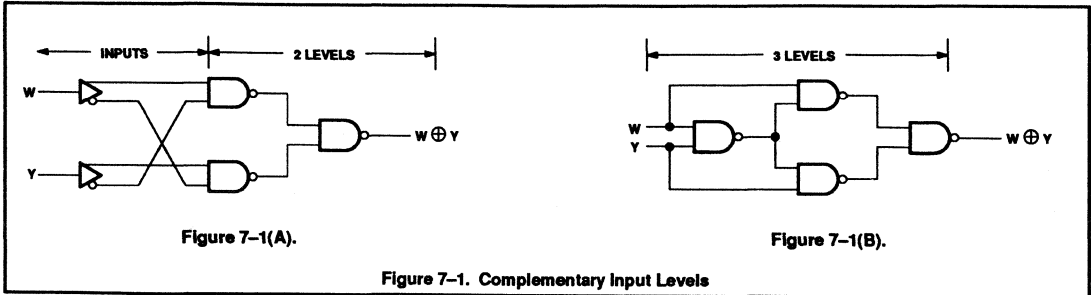 INPUTS
2 LEVELS
W
Y
W ⊕ Y
Figure 7–1(A).
3 LEVELS
W
Y
W ⊕ Y
Figure 7–1(B).
Figure 7–1. Complementary Input Levels